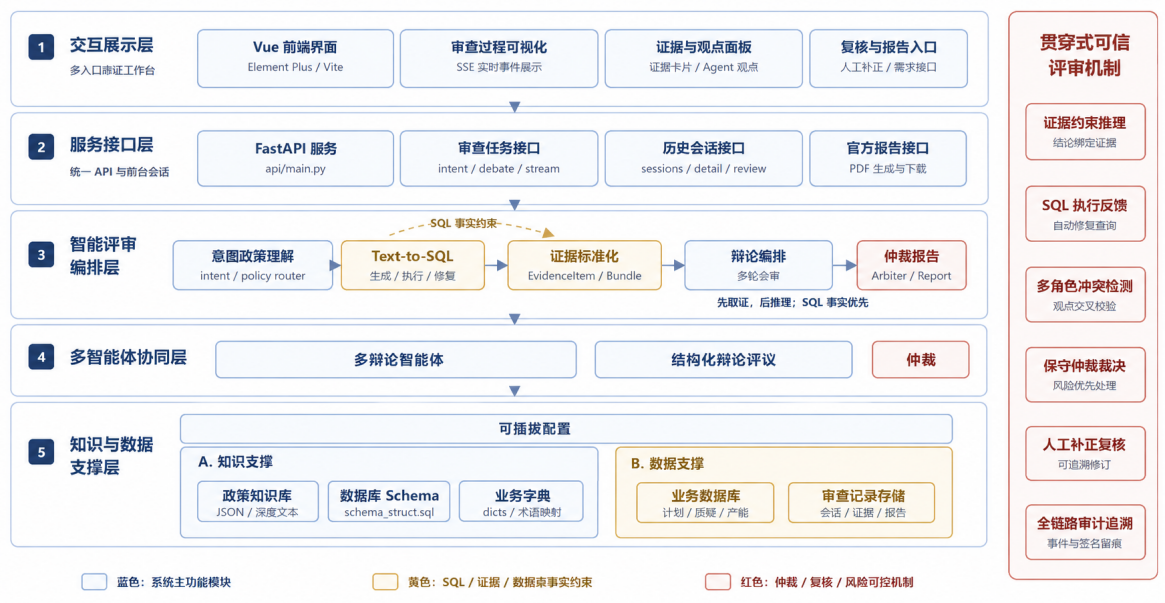 1
交互展示层
多入口审证工作台
Vue 前端界面
Element Plus / Vite
审查过程可视化
SSE 实时事件展示
证据与观点面板
证据卡片 / Agent 观点
复核与报告入口
人工补正 / 需求接口
2
服务接口层
统一 API 与前台会话
FastAPI 服务
api/main.py
审查任务接口
intent / debate / stream
历史会话接口
sessions / detail / review
官方报告接口
PDF 生成与下载
3
智能评审
编排层
SQL 事实约束
意图政策理解
intent / policy router
Text-to-SQL
生成 / 执行 / 修复
证据标准化
EvidenceItem / Bundle
辩论编排
多轮会审
仲裁报告
Arbiter / Report
先取证，后推理；SQL 事实优先
4
多智能体协同层
多辩论智能体
结构化辩论评议
仲裁
5
知识与数据
支撑层
可插拔配置
A. 知识支撑
政策知识库
JSON / 深度文本
数据库 Schema
schema_struct.sql
业务字典
dicts / 术语映射
B. 数据支撑
业务数据库
计划 / 质疑 / 产能
审查记录存储
会话 / 证据 / 报告
贯穿式可信
评审机制
证据约束推理
结论绑定证据
SQL 执行反馈
自动修复查询
多角色冲突检测
观点交叉校验
保守仲裁裁决
风险优先处理
人工补正复核
可追溯修订
全链路审计追溯
事件与签名留痕
蓝色：系统主功能模块
黄色：SQL / 证据 / 数据事实约束
红色：仲裁 / 复核 / 风险可控机制